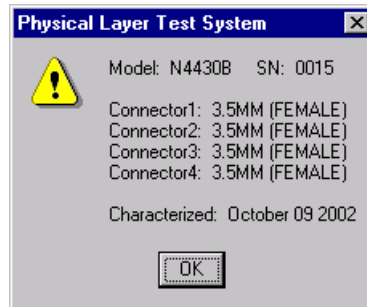 Physical Layer Test System
Model: N4430B SN: 0015
Connector1: 3.5MM (FEMALE)
Connector2: 3.5MM (FEMALE)
Connector3: 3.5MM (FEMALE)
Connector4: 3.5MM (FEMALE)
Characterized: October 09 2002
OK